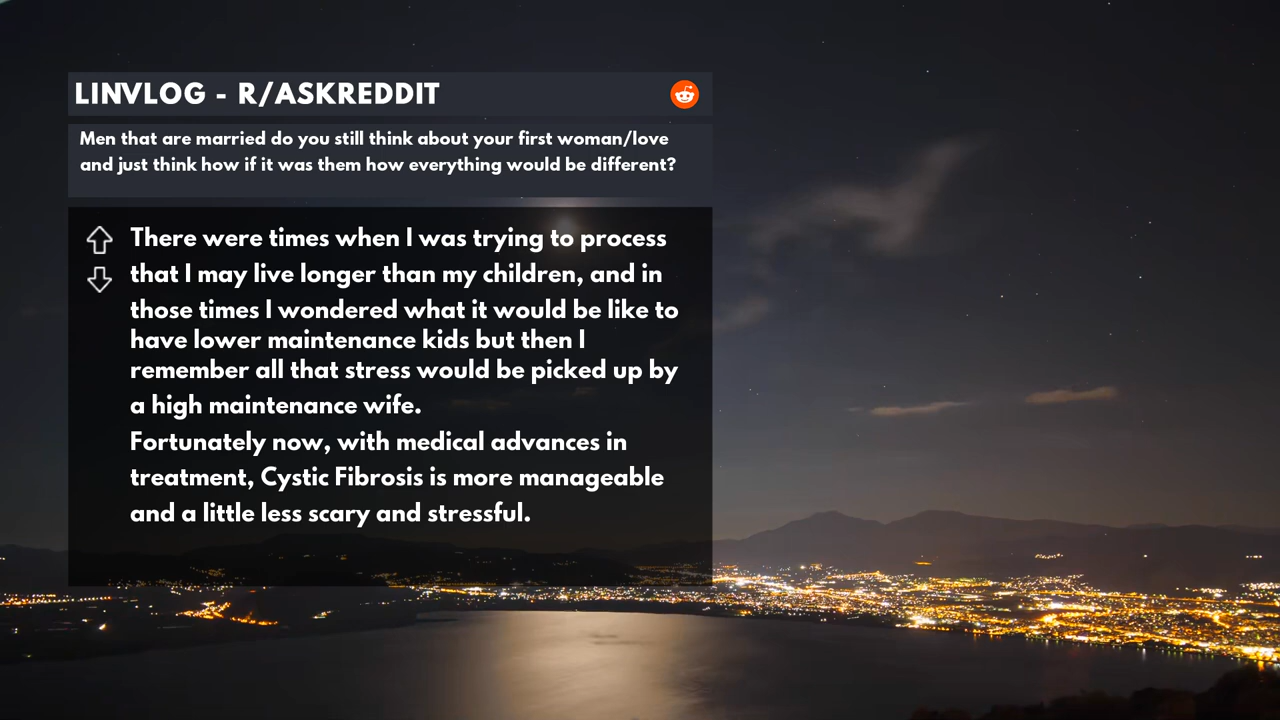 LINVLOG - R/ASKREDDIT
Men that are married do you still think about your first woman/love
and just think how if it was them how everything would be different?
There were times when I was trying to process
that I may live longer than my children, and in
those times I wondered what it would be like to
have lower maintenance kids but then I
remember all that stress would be picked up by
a high maintenance wife.
Fortunately now, with medical advances in
treatment, Cystic Fibrosis is more manageable
and a little less scary and stressful.